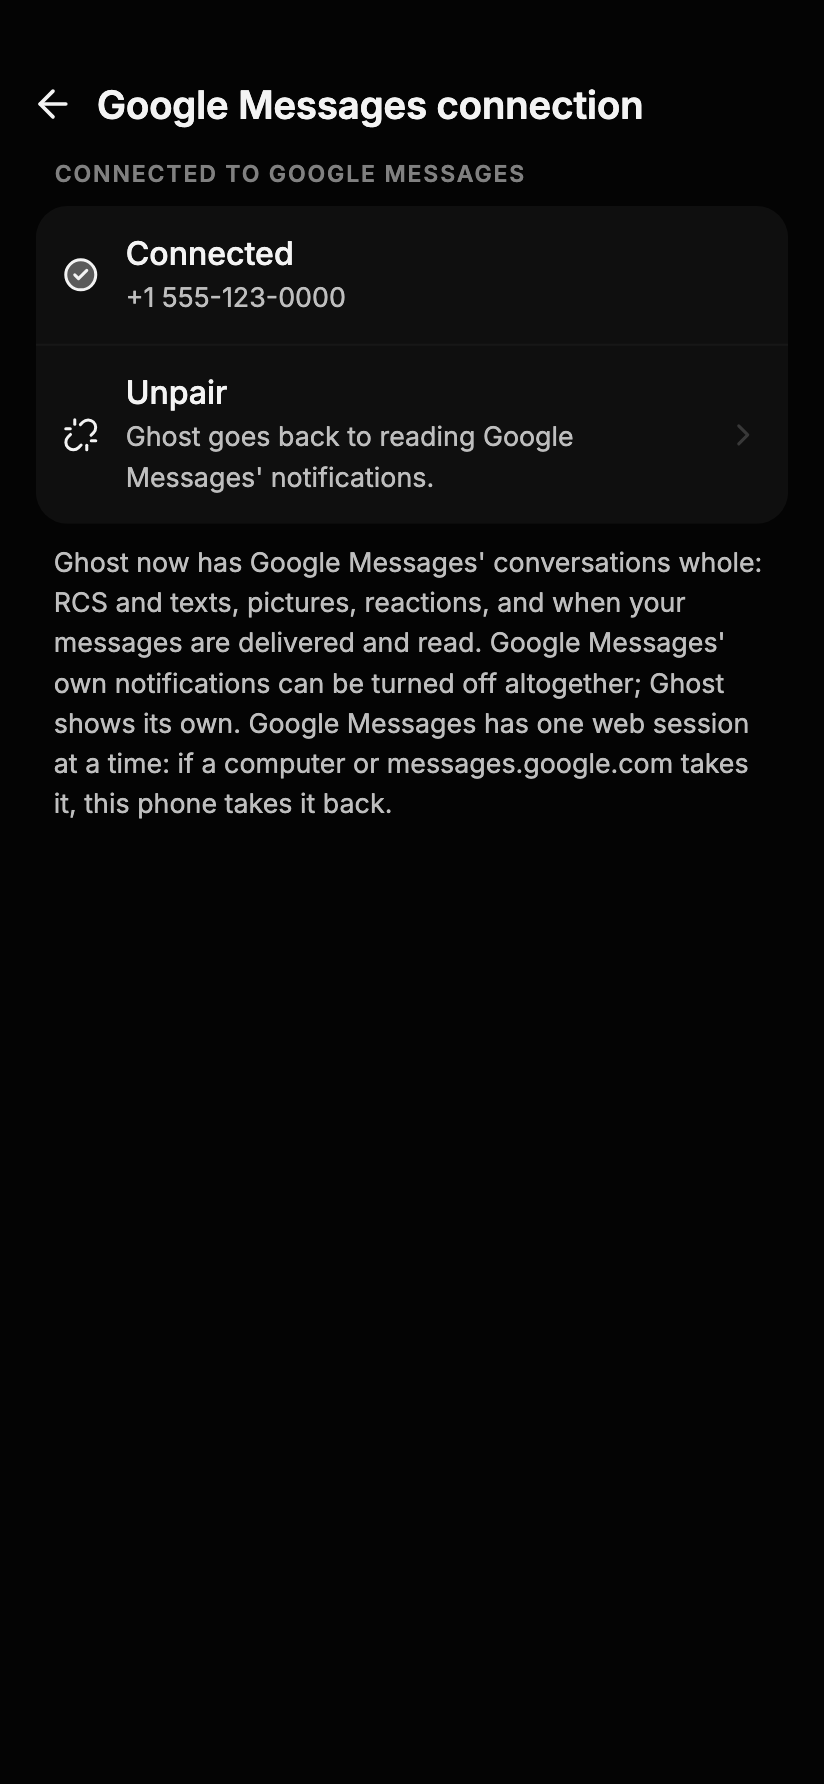 Google Messages connection
CONNECTED TO GOOGLE MESSAGES
Connected
+1 555-123-0000
Unpair
Ghost goes back to reading Google
Messages' notifications.
Ghost now has Google Messages' conversations whole:
RCS and texts, pictures, reactions, and when your
messages are delivered and read. Google Messages'
own notifications can be turned off altogether; Ghost
shows its own. Google Messages has one web session
at a time: if a computer or messages.google.com takes
it, this phone takes it back.